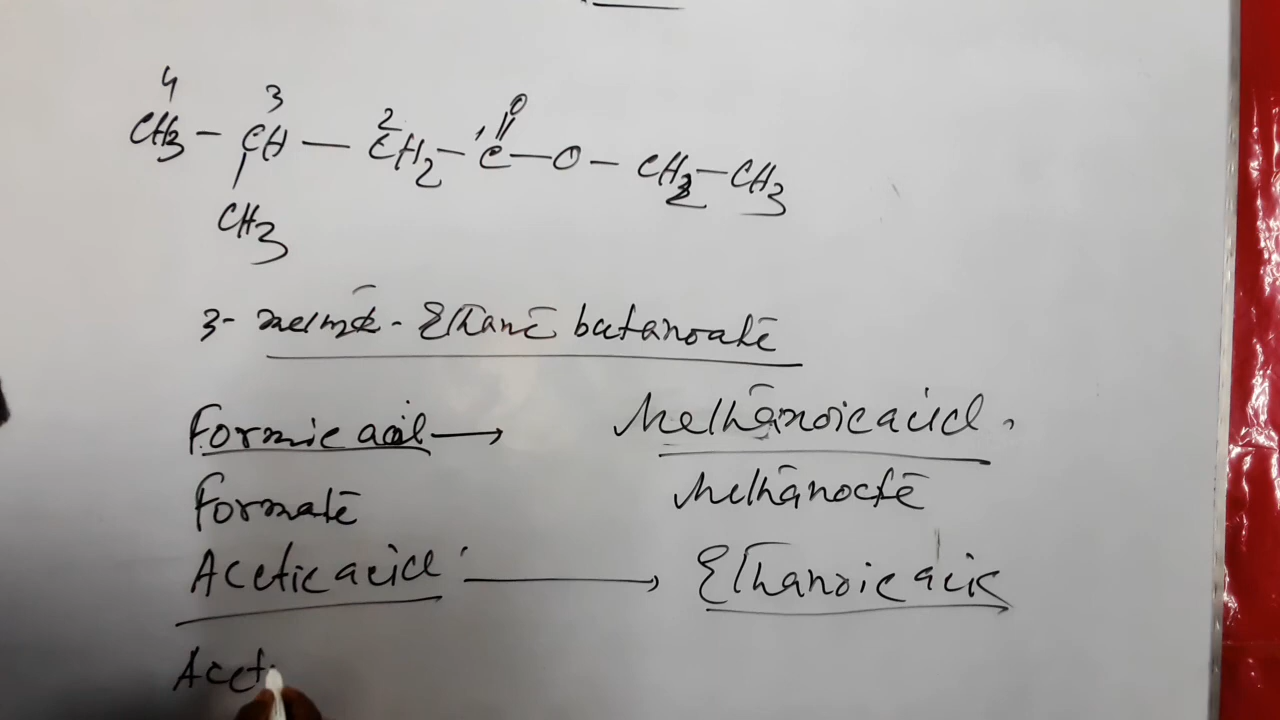 4 3 2 1 O
CH3 - CH - CH2 - C - O - CH2 - CH3
CH3
3- - Ethane butanoate
Formic acid → Methanoic acid.
Formate Methanoate
Acetic acid → Ethanoic acid
Acet